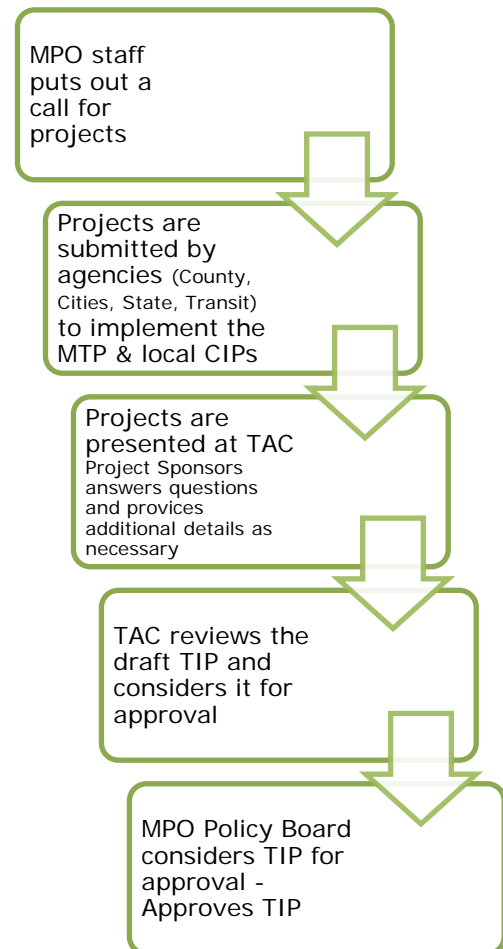 MPO staff
puts out a
call for
projects
Projects are
submitted by
agencies (County,
Cities, State, Transit)
to implement the
MTP & local CIPs
Projects are
presented at TAC
Project Sponsors
answers questions
and provices
additional details as
necessary
TAC reviews the
draft TIP and
considers it for
approval
MPO Policy Board
considers TIP for
approval -
Approves TIP